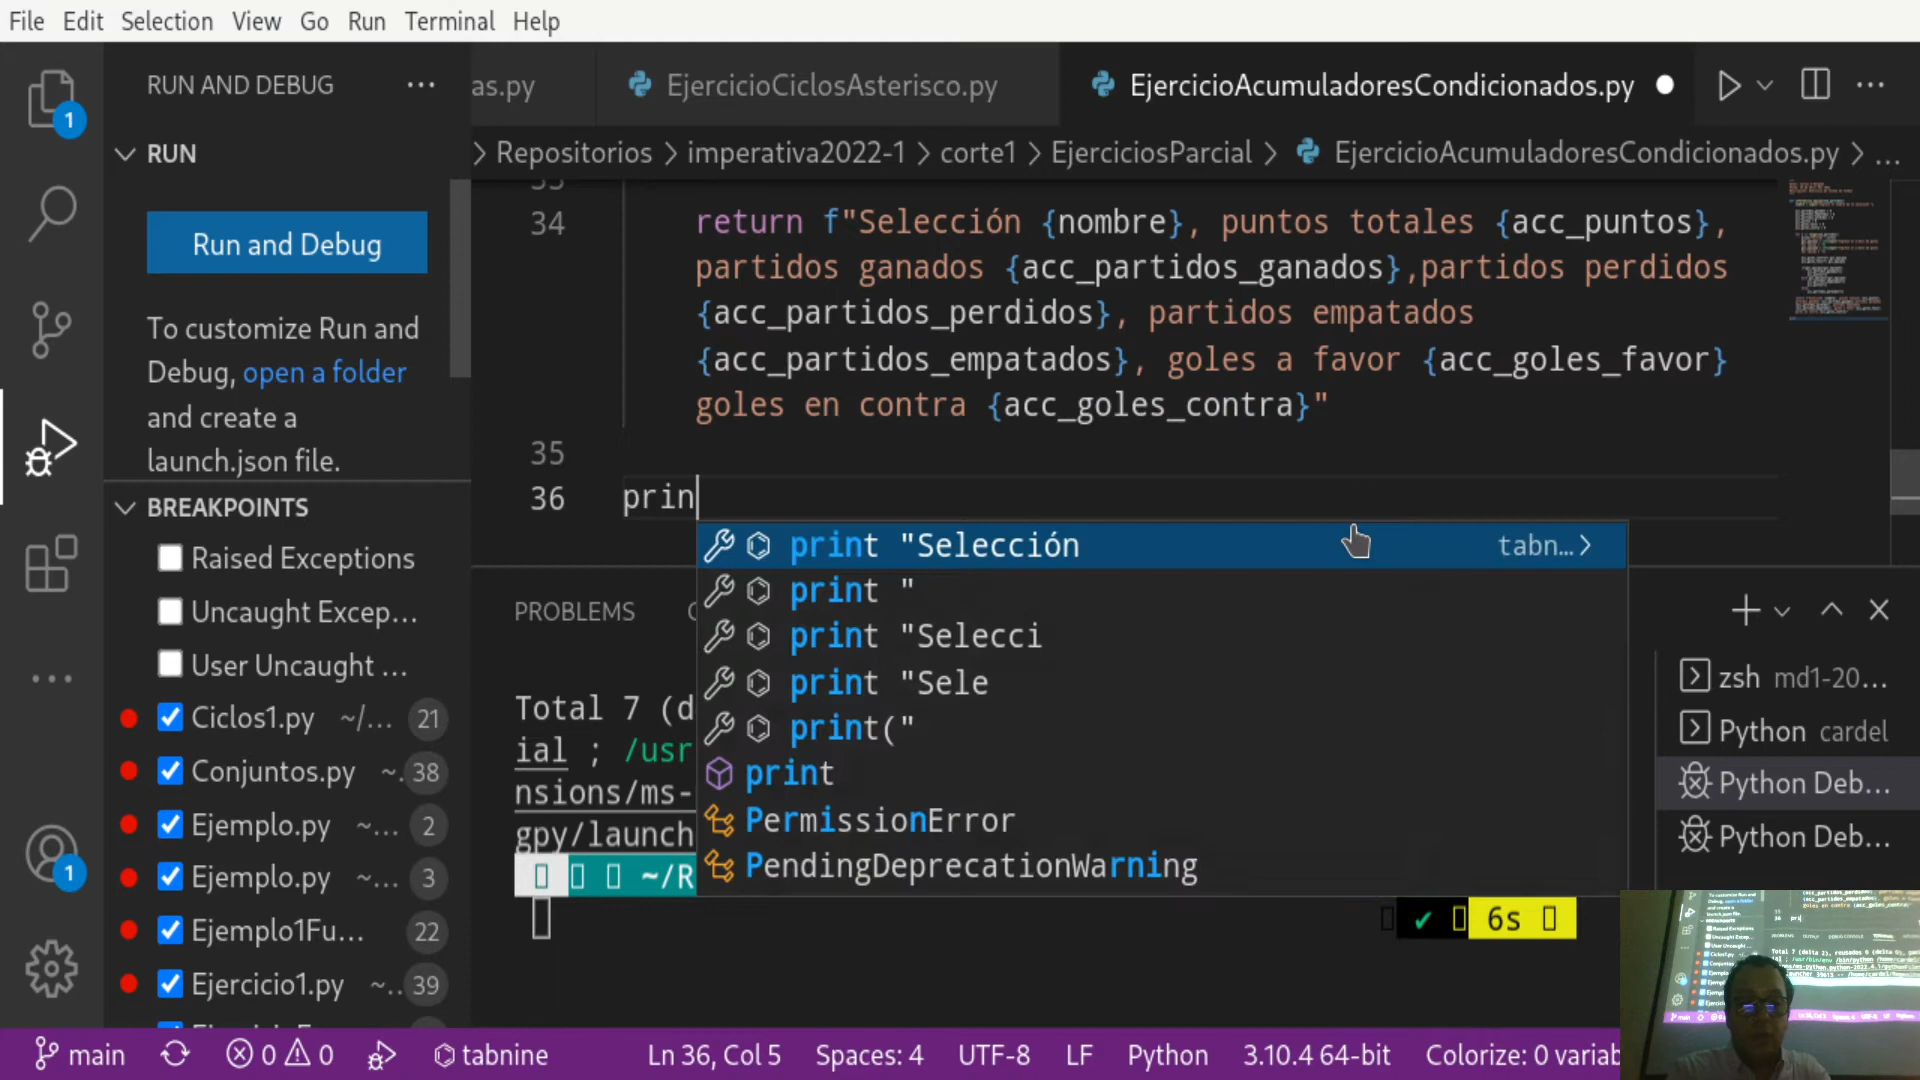 File Edit Selection View Go Run Terminal Help
RUN AND DEBUG ...
as.py
EjercicioCiclosAsterisco.py
EjercicioAcumuladoresCondicionados.py
> Repositorios > imperativa2022-1 > corte1 > EjerciciosParcial > EjercicioAcumuladoresCondicionados.py > ...
RUN
Run and Debug
To customize Run and
Debug, open a folder
and create a
launch.json file.
34 return f"Selección {nombre}, puntos totales {acc_puntos},
partidos ganados {acc_partidos_ganados},partidos perdidos
{acc_partidos_perdidos}, partidos empatados
{acc_partidos_empatados}, goles a favor {acc_goles_favor}
goles en contra {acc_goles_contra}"
35
36 prin
print "Selección tabn...>
print "
print "Selecci
print "Sele
print("
print
PermissionError
PendingDeprecationWarning
BREAKPOINTS
Raised Exceptions
Uncaught Excep...
User Uncaught ...
Ciclos1.py ~/... 21
Conjuntos.py ~. 38
Ejemplo.py ~... 2
Ejemplo.py ~... 3
Ejemplo1Fu... 22
Ejercicio1.py ~.. 39
PROBLEMS
Total 7 (d
ial ; /usr
nsions/ms-
gpy/launch
~/R
6s
zsh md1-20...
Python cardel
Python Deb...
Python Deb...
1
1
main 0 0 tabnine Ln 36, Col 5 Spaces: 4 UTF-8 LF Python 3.10.4 64-bit Colorize: 0 variab